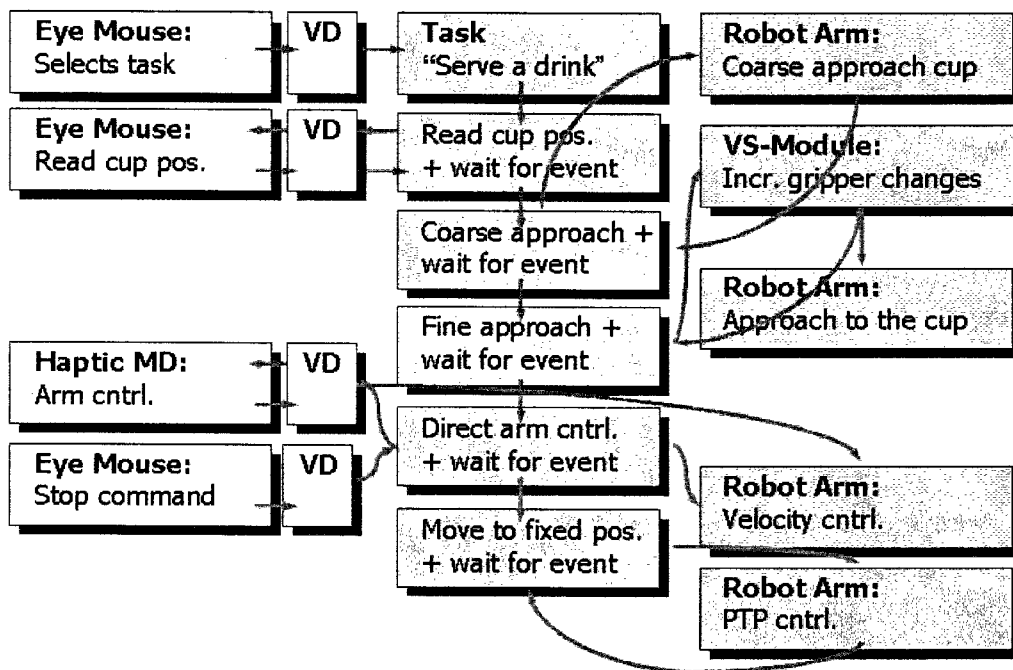 Eye Mouse:
Selects task
VD
Task
“Serve a drink”
Robot Arm:
Coarse approach cup
Eye Mouse:
Read cup pos.
VD
Read cup pos.
+ wait for event
VS-Module:
Incr. gripper changes
Coarse approach +
wait for event
Robot Arm:
Approach to the cup
Fine approach +
wait for event
Haptic MD:
Arm cntrl.
VD
Direct arm cntrl.
+ wait for event
Eye Mouse:
Stop command
VD
Robot Arm:
Velocity cntrl.
Move to fixed pos.
+ wait for event
Robot Arm:
PTP cntrl.